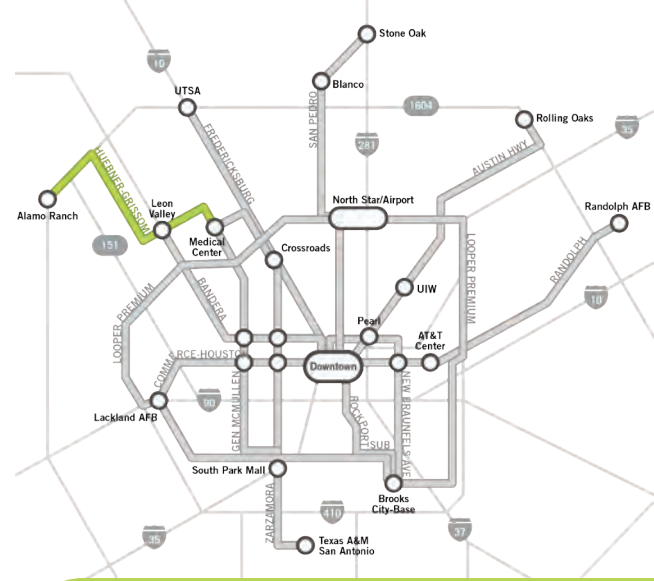 Stone Oak
10
Blanco
UTSA
1604
SAN PEDRO
Rolling Oaks
FREDERICKSBURG
35
281
AUSTIN HWY
HUEBNER-GRISSOM
Leon
Valley
North Star/Airport
Randolph AFB
Alamo Ranch
Medical
Center
151
Crossroads
LOOPER PREMIUM
RANDOLPH
BANDERA
UIW
10
LOOPER PREMIUM
Pearl
AT&T
Center
COMME
RCE-HOUSTON
Downtown
90
GEN MCMULLEN
ROCKPORT
NEW BRAUNFELS AVE
Lackland AFB
SUB
South Park Mall
Brooks
City-Base
ZARZAMORA
410
35
37
Texas A&M
San Antonio